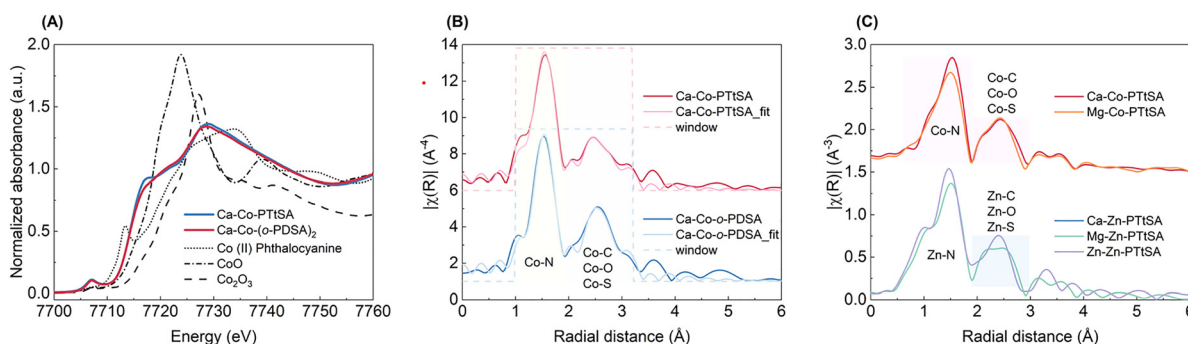 (A)
Normalized absorbance (a.u.)
2.0
1.5
1.0
0.5
0.0
Ca-Co-PTtSA
Ca-Co-(o-PDSA)₂
Co (II) Phthalocyanine
CoO
Co₂O₃
7700 7710 7720 7730 7740 7750 7760
Energy (eV)
(B)
|χ(R)| (A⁻⁴)
14
12
10
8
6
4
2
0
Ca-Co-PTtSA
Ca-Co-PTtSA_fit
window
Ca-Co-o-PDSA
Ca-Co-o-PDSA_fit
window
Co-N
Co-C
Co-O
Co-S
0 1 2 3 4 5 6
Radial distance (Å)
(C)
|χ(R)| (A⁻³)
3.0
2.5
2.0
1.5
1.0
0.5
0.0
Co-C
Co-O
Co-S
Co-N
Ca-Co-PTtSA
Mg-Co-PTtSA
Zn-C
Zn-O
Zn-S
Zn-N
Ca-Zn-PTtSA
Mg-Zn-PTtSA
Zn-Zn-PTtSA
0 1 2 3 4 5 6
Radial distance (Å)